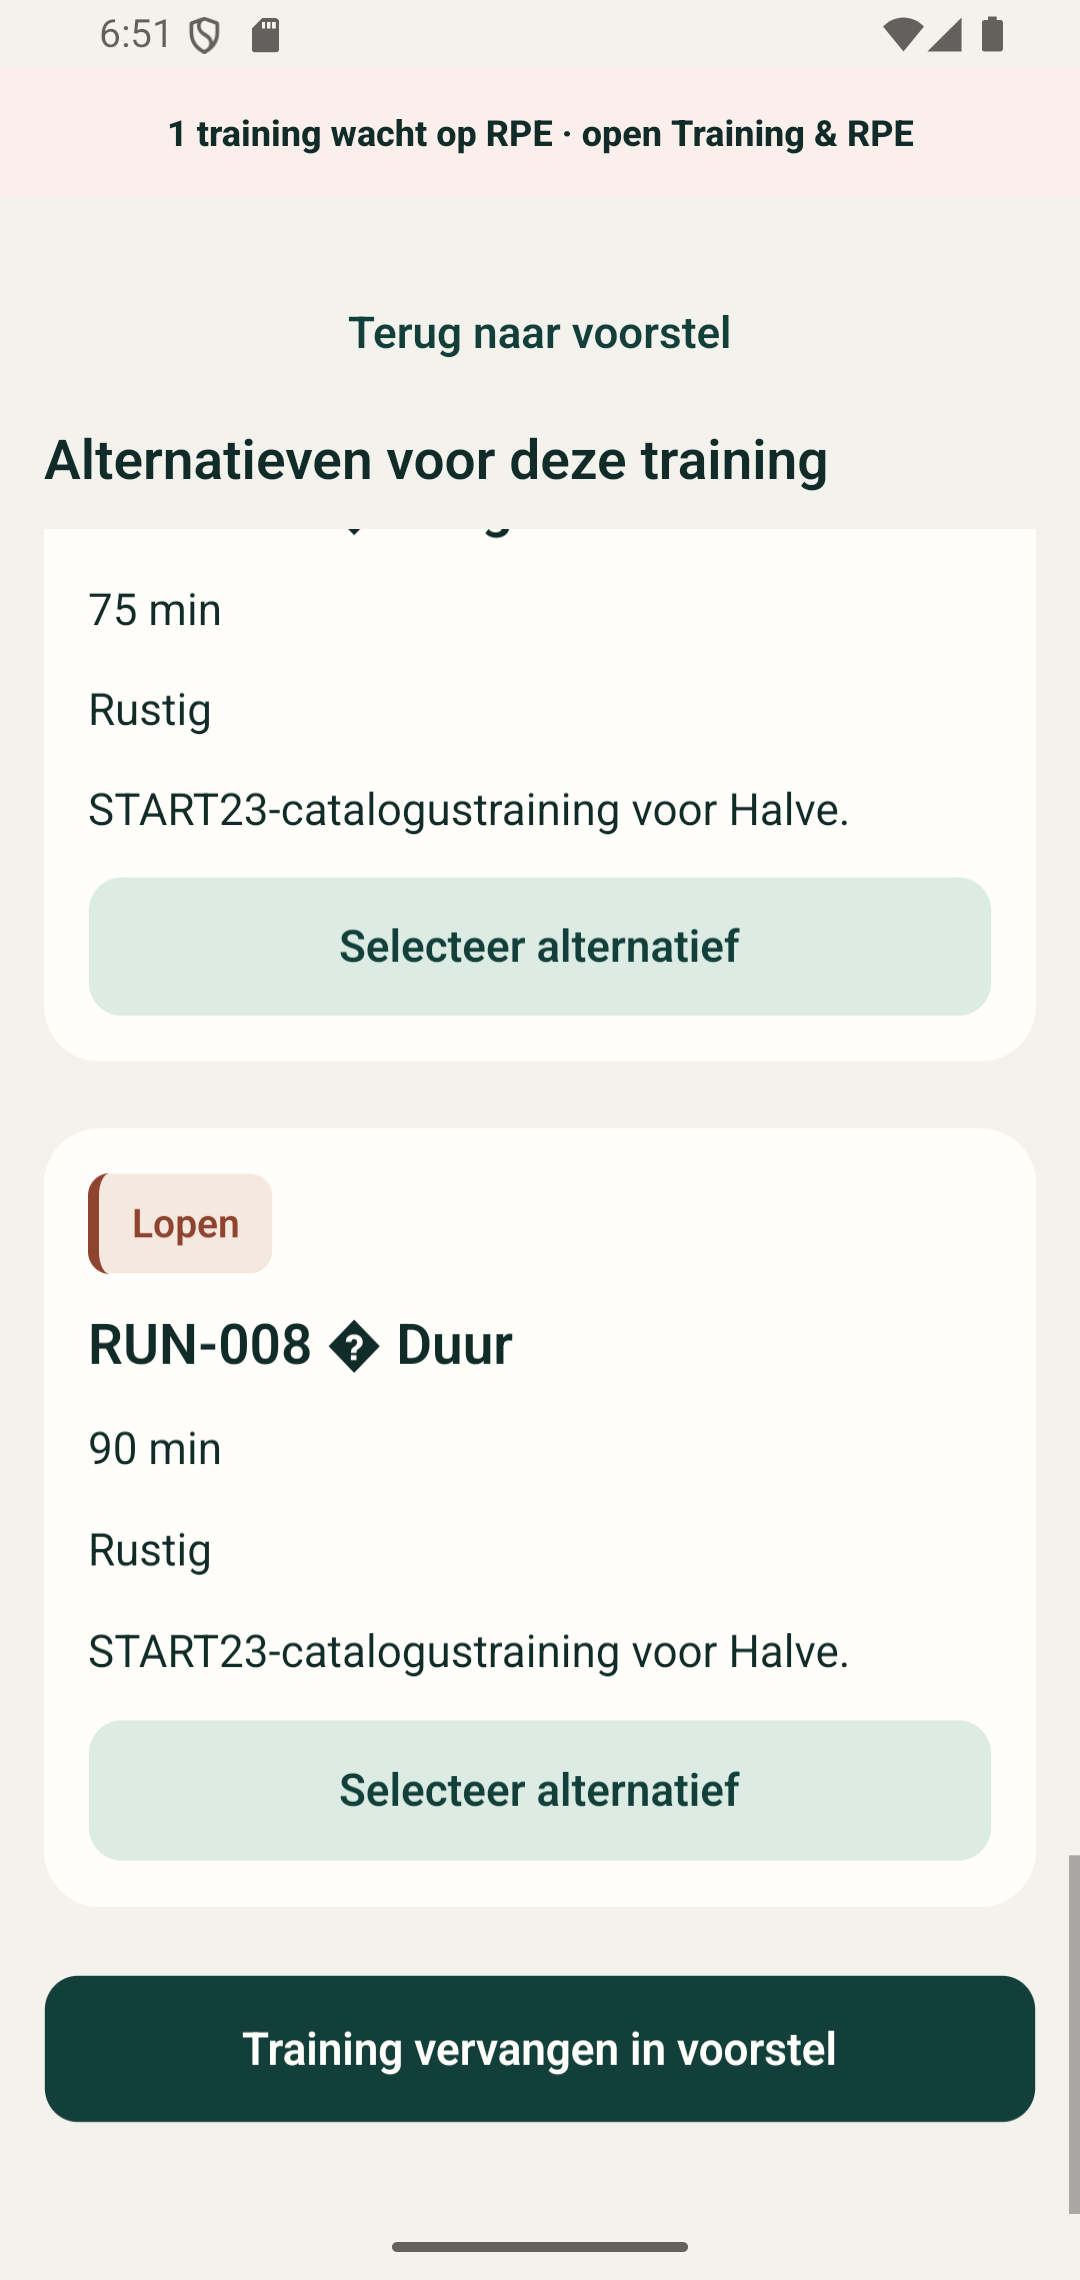 6:51
1 training wacht op RPE · open Training & RPE
Terug naar voorstel
Alternatieven voor deze training
75 min
Rustig
START23-catalogustraining voor Halve.
Selecteer alternatief
Lopen
RUN-008 � Duur
90 min
Rustig
START23-catalogustraining voor Halve.
Selecteer alternatief
Training vervangen in voorstel